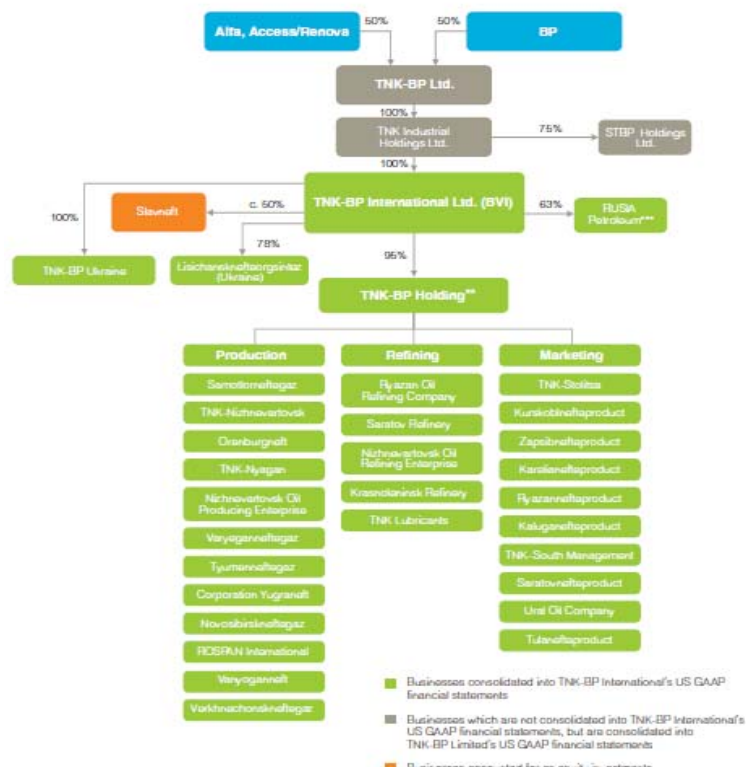 Alfa, Access/Renova
50%
50%
BP
TNK-BP Ltd.
100%
TNK Industrial
Holdings Ltd.
75%
STBP Holdings
Ltd.
100%
TNK-BP International Ltd. (BVI)
100%
Slavneft
c. 50%
63%
RUSIA
Petroleum***
78%
TNK-BP Ukraine
Lisichansknefteorgsintez
(Ukraine)
95%
TNK-BP Holding**
Production
Samotlorneftegaz
TNK-Nizhnevartovsk
Orenburgneft
TNK-Nyagan
Nizhnevartovsk Oil
Producing Enterprise
Varyeganneftegaz
Tyumenneftegaz
Corporation Yugraneft
Novosibirskneftegaz
ROSPAN International
Vanyoganneft
Verkhnechonskneftegaz
Refining
Ryazan Oil
Refining Company
Saratov Refinery
Nizhnevartovsk Oil
Refining Enterprise
Krasnoleninsk Refinery
TNK Lubricants
Marketing
TNK-Stolitsa
Kurskoblnefteproduct
Zapsibnefteproduct
Karelianefteproduct
Ryazannefteproduct
Kaluganefteproduct
TNK-South Management
Saratovnefteproduct
Ural Oil Company
Tulanefteproduct
Businesses consolidated into TNK-BP International's US GAAP
financial statements
Businesses which are not consolidated into TNK-BP International's
US GAAP financial statements, but are consolidated into
TNK-BP Limited's US GAAP financial statements